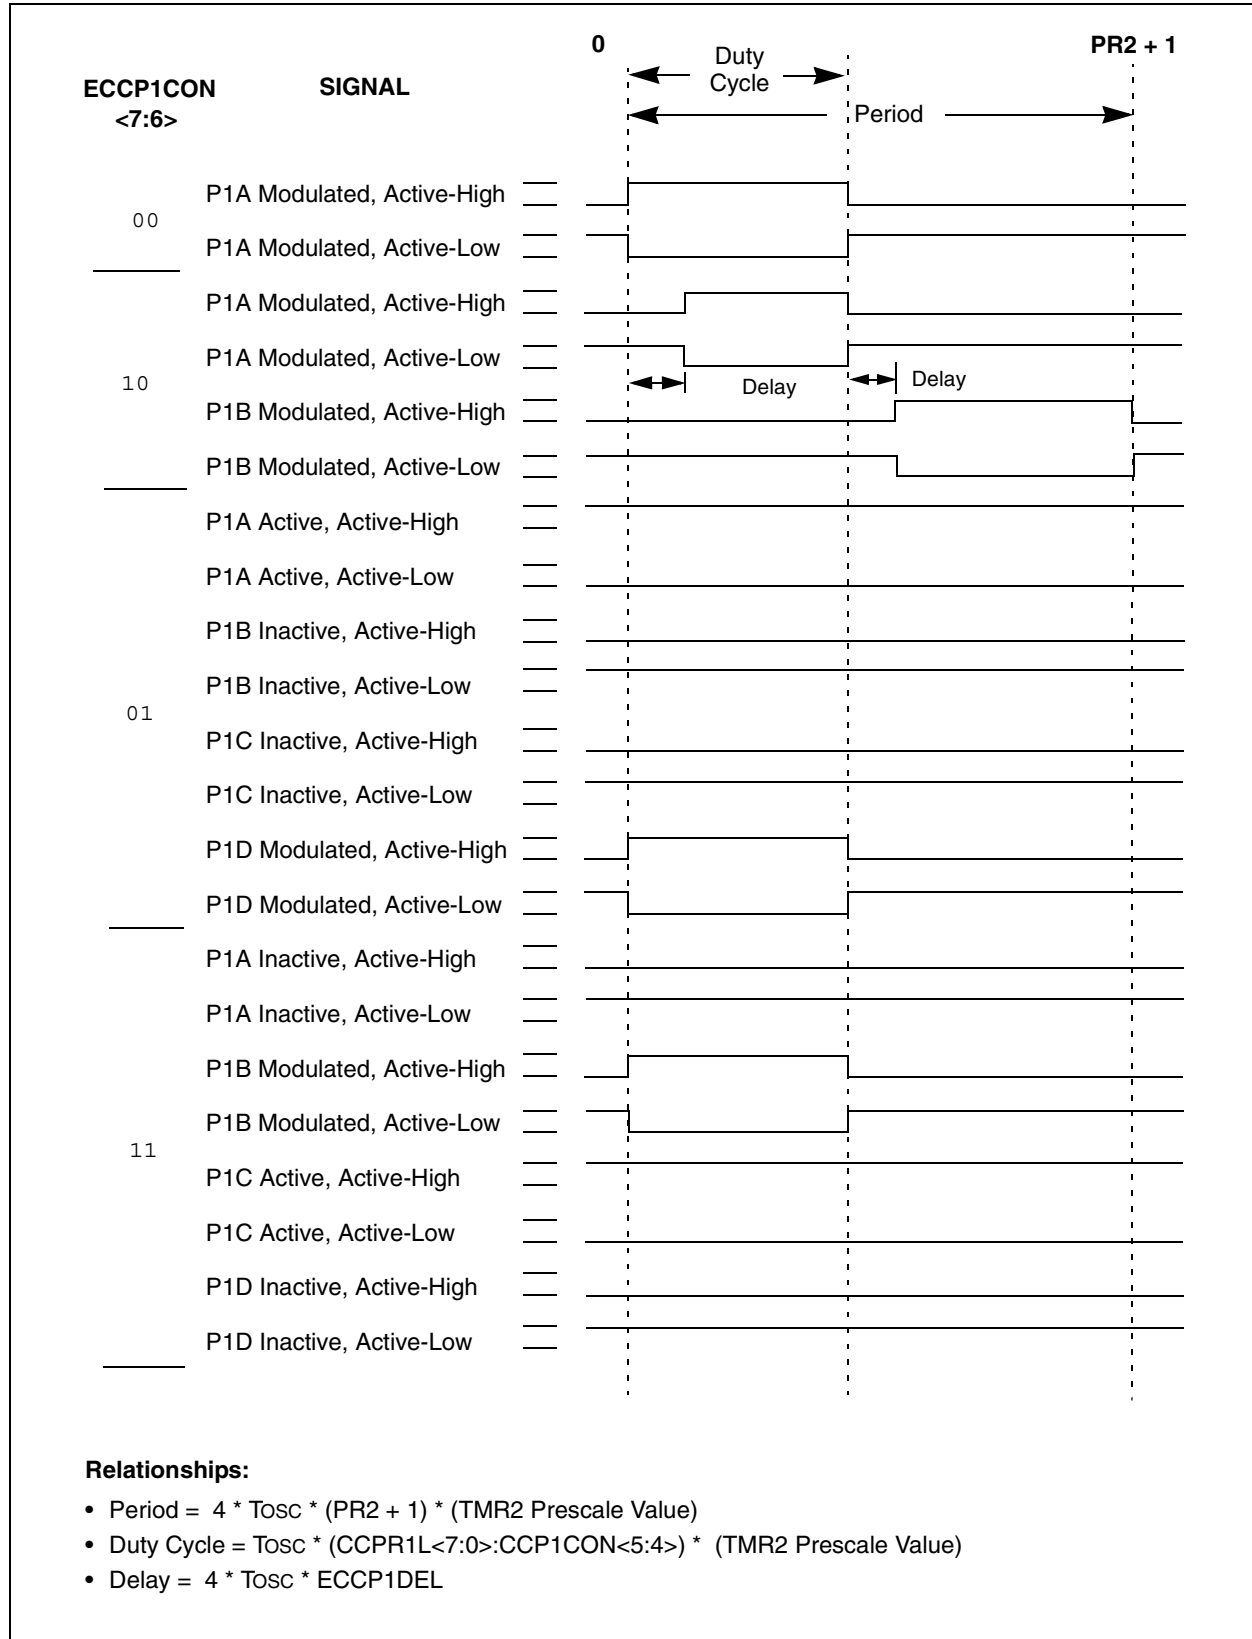 0
PR2 + 1
Duty
Cycle
ECCP1CON
<7:6>
SIGNAL
Period
00
P1A Modulated, Active-High
P1A Modulated, Active-Low
10
P1A Modulated, Active-High
P1A Modulated, Active-Low
Delay
Delay
P1B Modulated, Active-High
P1B Modulated, Active-Low
01
P1A Active, Active-High
P1A Active, Active-Low
P1B Inactive, Active-High
P1B Inactive, Active-Low
P1C Inactive, Active-High
P1C Inactive, Active-Low
P1D Modulated, Active-High
P1D Modulated, Active-Low
11
P1A Inactive, Active-High
P1A Inactive, Active-Low
P1B Modulated, Active-High
P1B Modulated, Active-Low
P1C Active, Active-High
P1C Active, Active-Low
P1D Inactive, Active-High
P1D Inactive, Active-Low
Relationships:
• Period = 4 * TOSC * (PR2 + 1) * (TMR2 Prescale Value)
• Duty Cycle = TOSC * (CCPR1L<7:0>:CCP1CON<5:4>) * (TMR2 Prescale Value)
• Delay = 4 * TOSC * ECCP1DEL